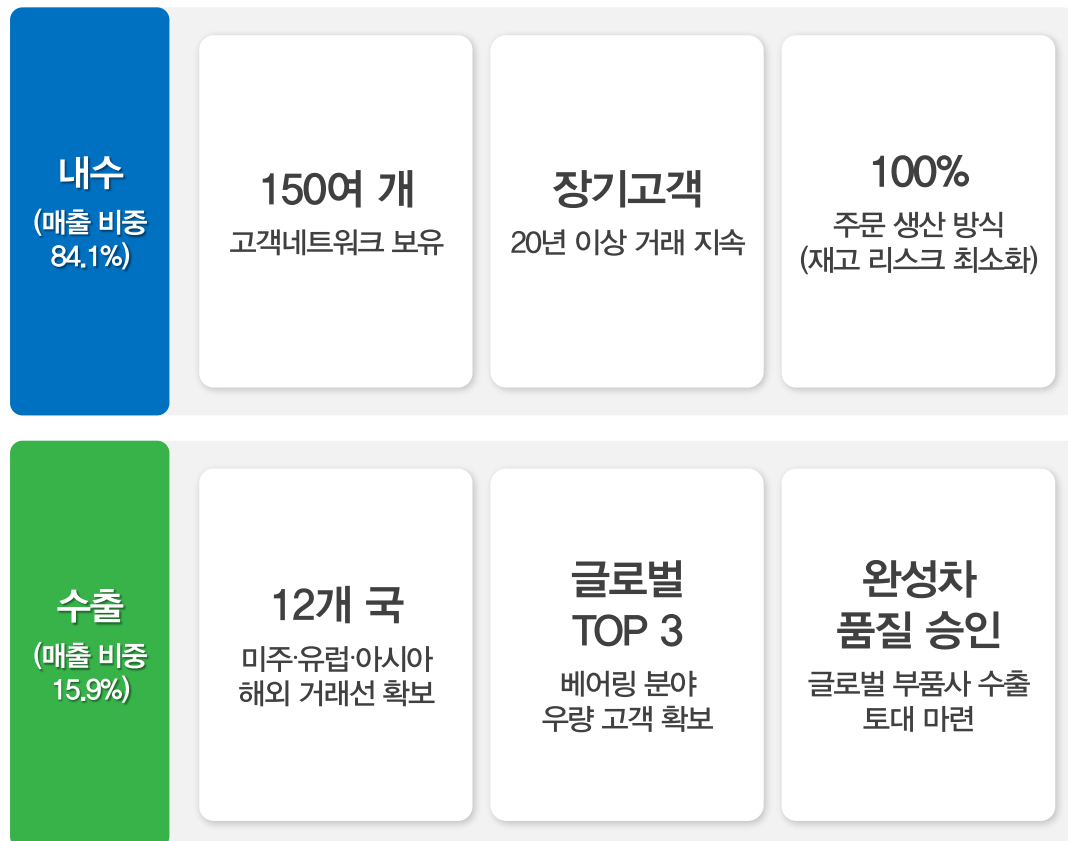 내수
(매출 비중
84.1%)
150여 개
고객네트워크 보유
장기고객
20년 이상 거래 지속
100%
주문 생산 방식
(재고 리스크 최소화)
수출
(매출 비중
15.9%)
12개 국
미주·유럽·아시아
해외 거래선 확보
글로벌
TOP 3
베어링 분야
우량 고객 확보
완성차
품질 승인
글로벌 부품사 수출
토대 마련